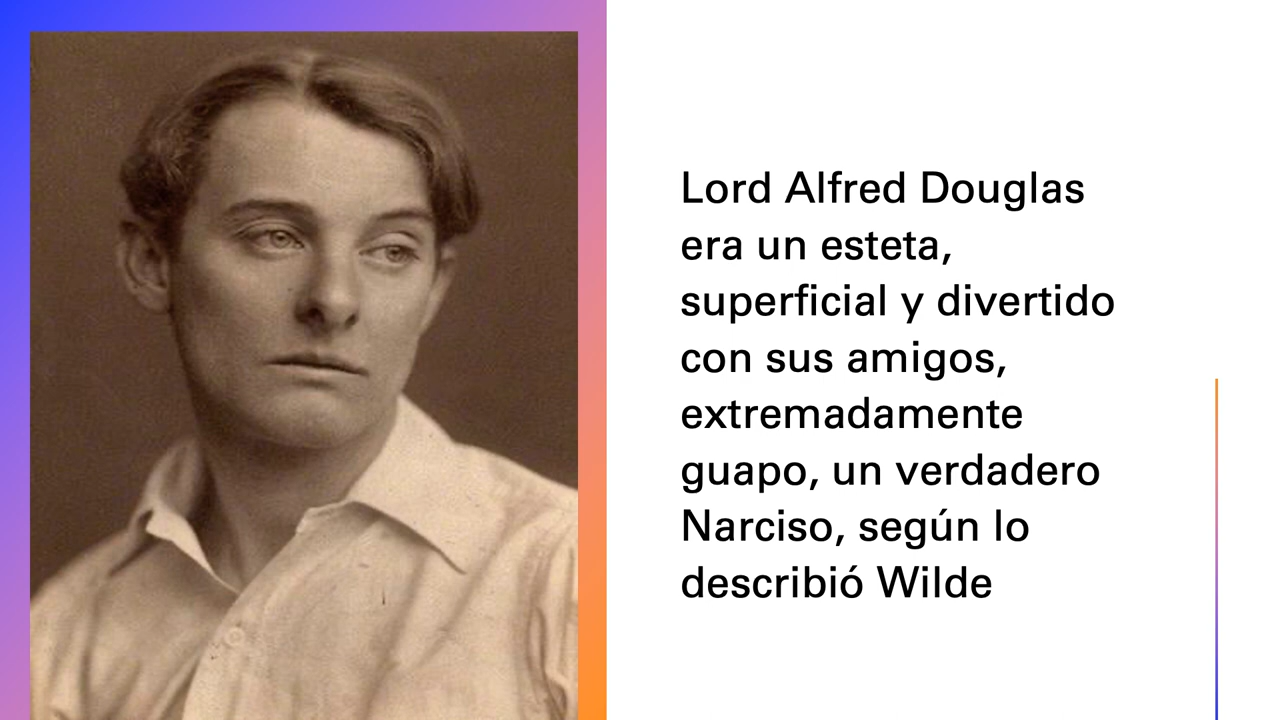 Lord Alfred Douglas
era un esteta,
superficial y divertido
con sus amigos,
extremadamente
guapo, un verdadero
Narciso, según lo
describió Wilde